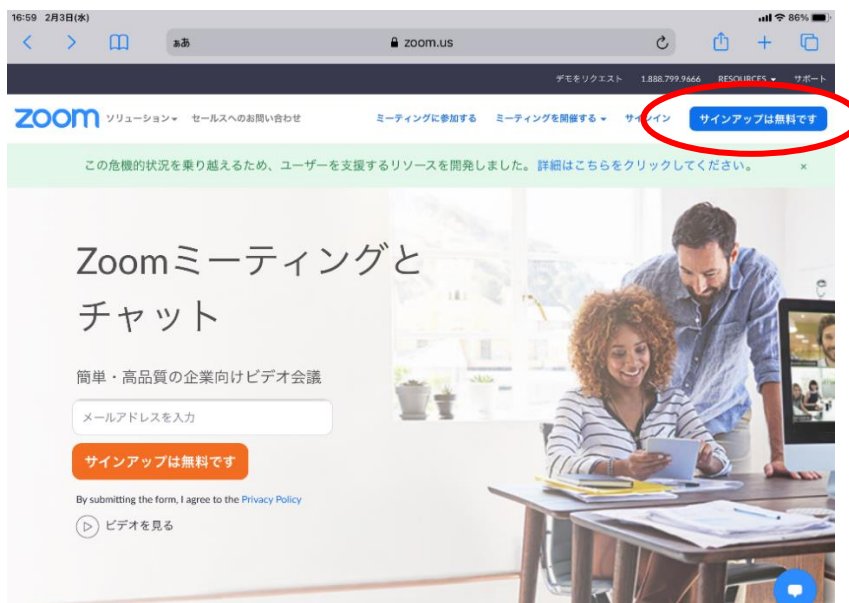 16:59 2月3日(水)
86%
ぁあ
zoom.us
デモをリクエスト 1.888.799.9666 RESOURCES サポート
zoom ソリューション セールスへのお問い合わせ ミーティングに参加する ミーティングを開催する サインイン サインアップは無料です
この危機的状況を乗り越えるため、ユーザーを支援するリソースを開発しました。詳細はこちらをクリックしてください。 ×
Zoomミーティングと
チャット
簡単・高品質の企業向けビデオ会議
メールアドレスを入力
サインアップは無料です
By submitting the form, I agree to the Privacy Policy
ビデオを見る